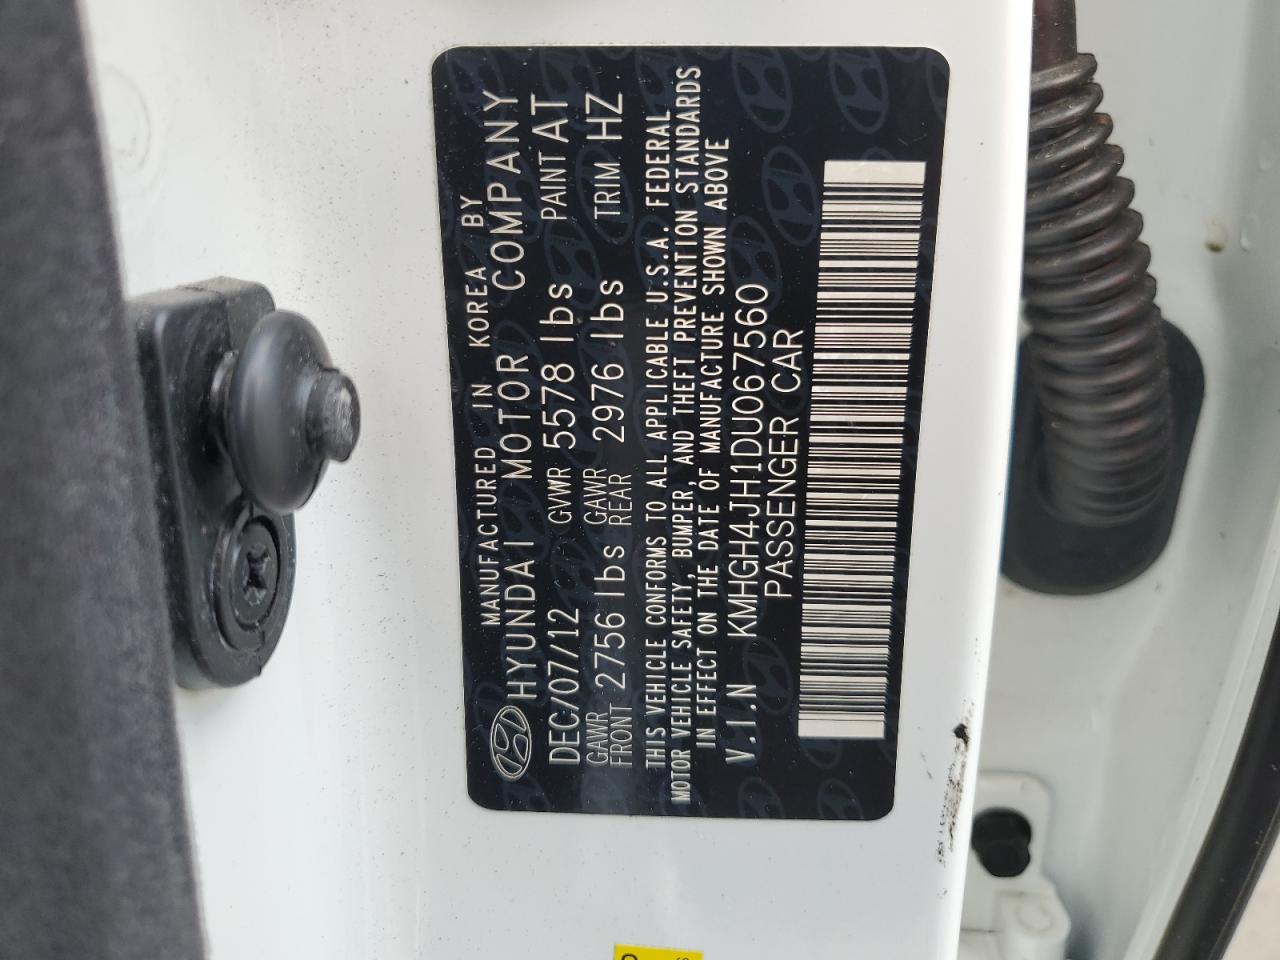 MANUFACTURED IN KOREA BY
HYUNDAI MOTOR COMPANY
DEC/07/12 GVWR 5578 lbs PAINT AT
GAWR FRONT 2756 lbs GAWR REAR 2976 lbs TRIM HZ
THIS VEHICLE CONFORMS TO ALL APPLICABLE U.S.A. FEDERAL
MOTOR VEHICLE SAFETY, BUMPER, AND THEFT PREVENTION STANDARDS
IN EFFECT ON THE DATE OF MANUFACTURE SHOWN ABOVE
V.I.N KMHGH4JH1DU067560
PASSENGER CAR